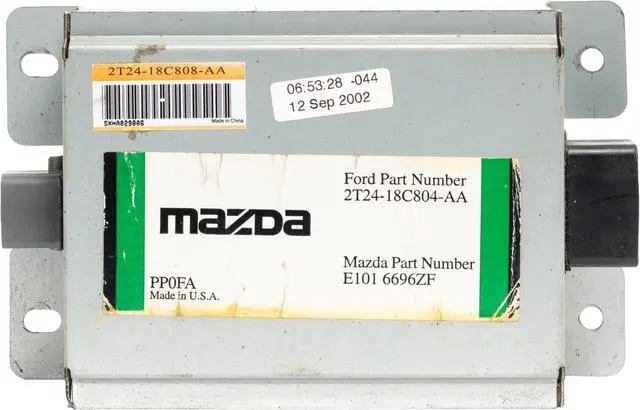 2T24-18C808-AA
SXHA029006
Made in China
06:53:28 -044
12 Sep 2002
mazda
PP0FA
Made in U.S.A.
Ford Part Number
2T24-18C804-AA
Mazda Part Number
E101 6696ZF